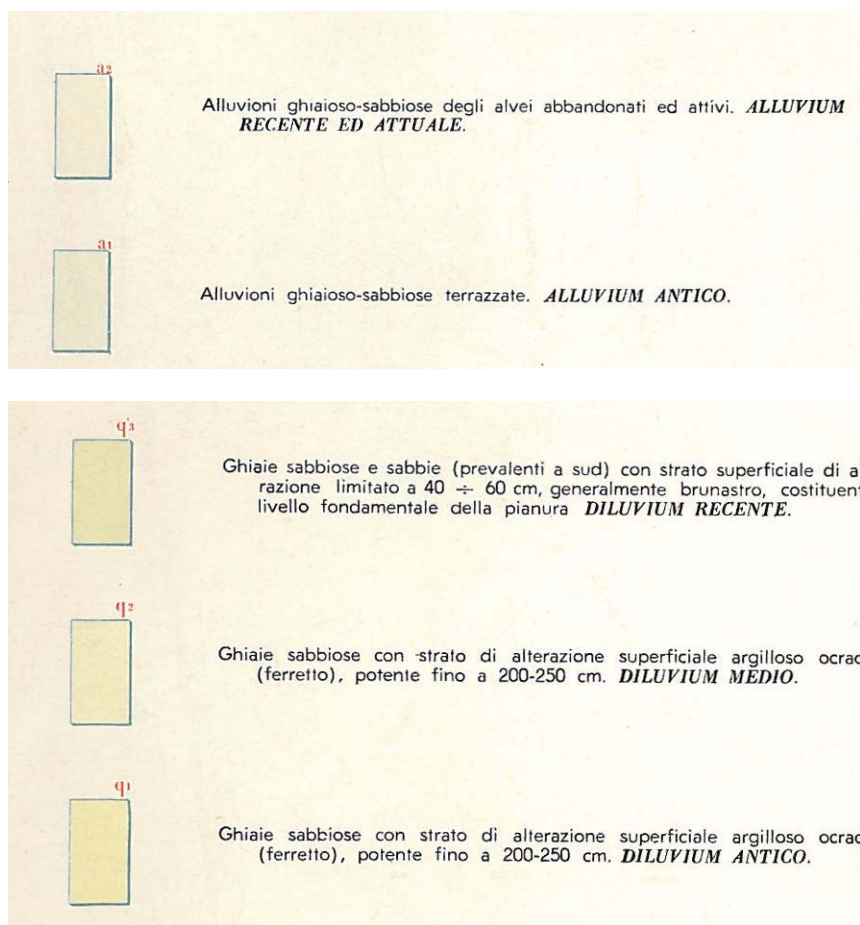 a2
Alluvioni ghiaioso-sabbiose degli alvei abbandonati ed attivi. ALLUVIUM
RECENTE ED ATTUALE.
a1
Alluvioni ghiaioso-sabbiose terrazzate. ALLUVIUM ANTICO.
q3
Ghiaie sabbiose e sabbie (prevalenti a sud) con strato superficiale di
razione limitato a 40 ÷ 60 cm, generalmente brunastro, costituent
livello fondamentale della pianura DILUVIUM RECENTE.
q2
Ghiaie sabbiose con strato di alterazione superficiale argilloso ocrac
(ferretto), potente fino a 200-250 cm. DILUVIUM MEDIO.
q1
Ghiaie sabbiose con strato di alterazione superficiale argilloso ocrac
(ferretto), potente fino a 200-250 cm. DILUVIUM ANTICO.